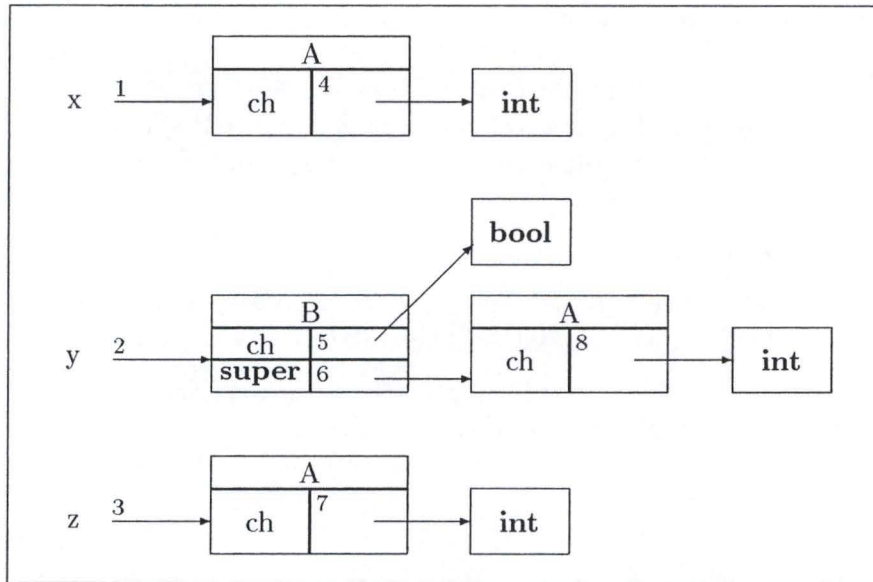 A
x 1 ch 4 int
bool
B A
y 2 ch 5 ch 8 int
super 6
A
z 3 ch 7 int